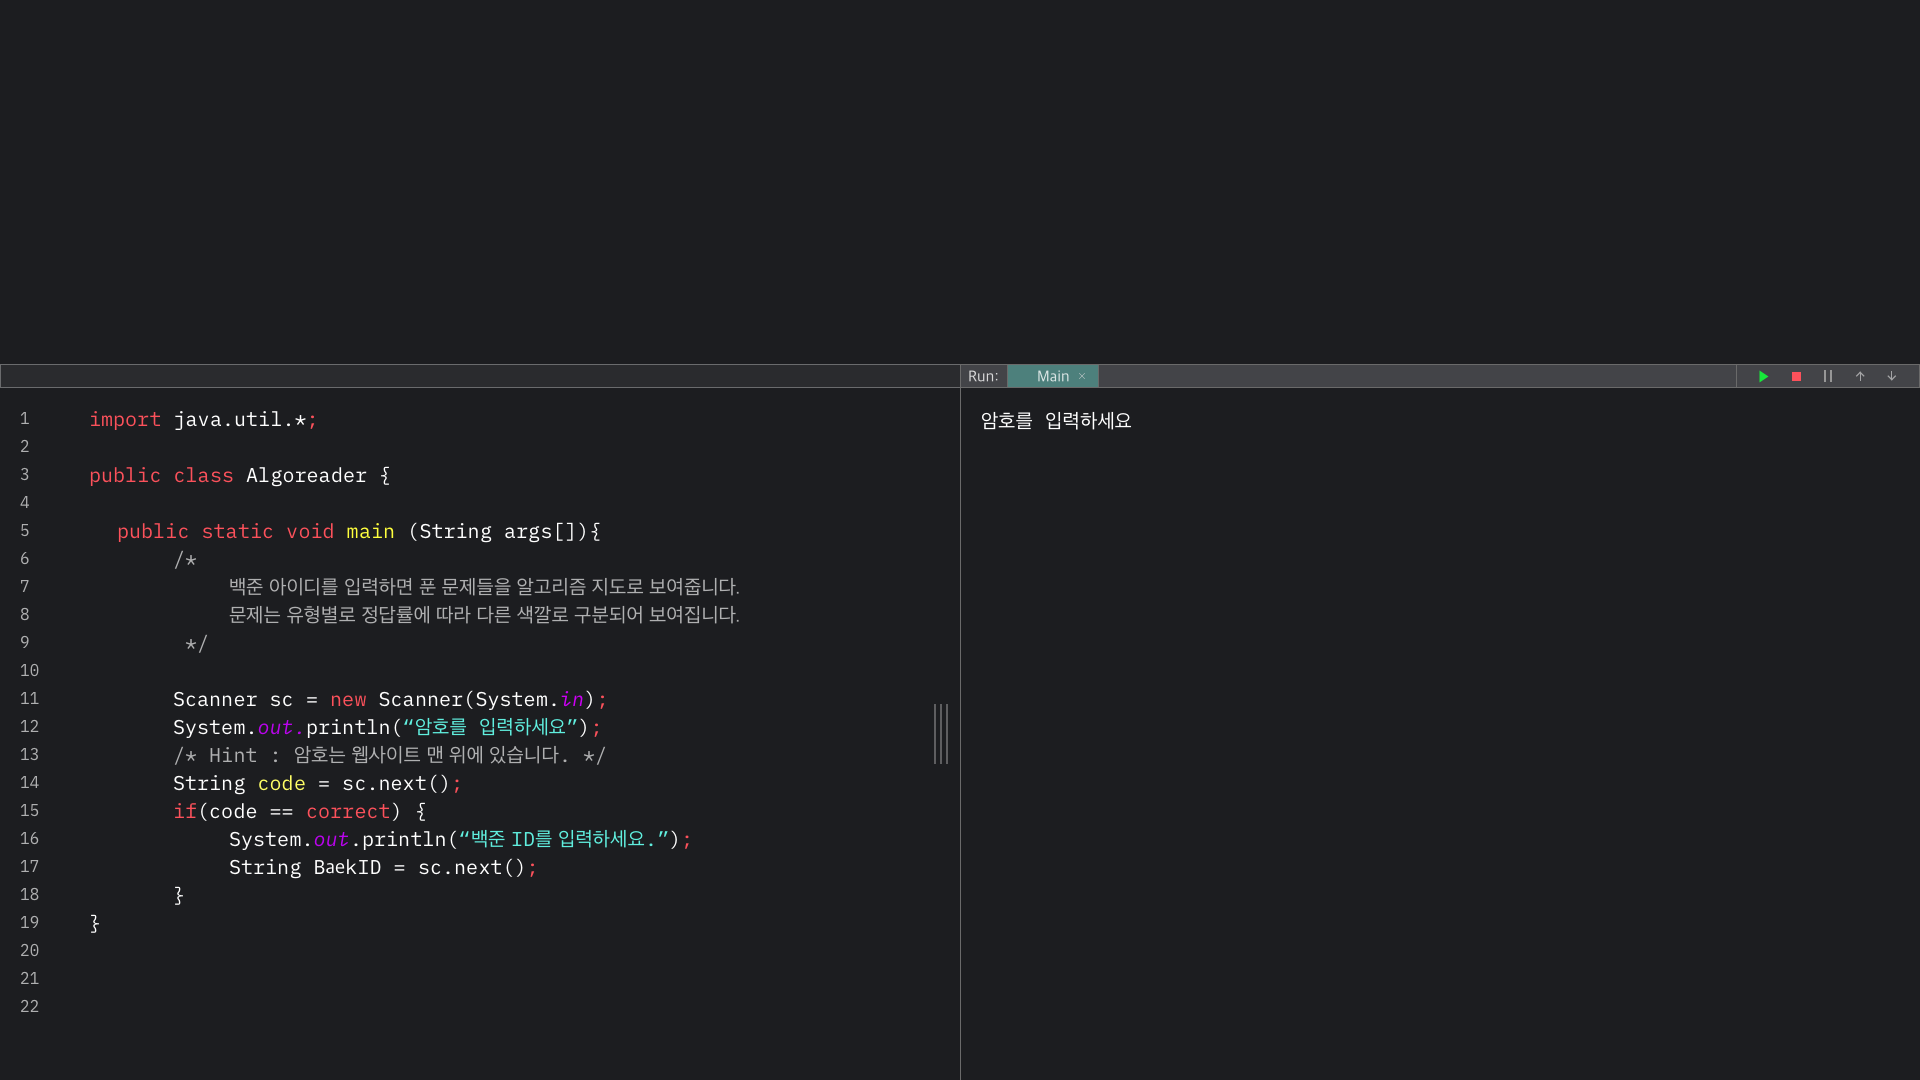 Run: Main ×
1 import java.util.*;
2
3 public class Algoreader {
4
5 public static void main (String args[]){
6 /*
7 백준 아이디를 입력하면 푼 문제들을 알고리즘 지도로 보여줍니다.
8 문제는 유형별로 정답률에 따라 다른 색깔로 구분되어 보여집니다.
9 */
10
11 Scanner sc = new Scanner(System.in);
12 System.out.println(“암호를 입력하세요”);
13 /* Hint : 암호는 웹사이트 맨 위에 있습니다. */
14 String code = sc.next();
15 if(code == correct) {
16 System.out.println(“백준 ID를 입력하세요.”);
17 String BaekID = sc.next();
18 }
19 }
20
21
22
암호를 입력하세요